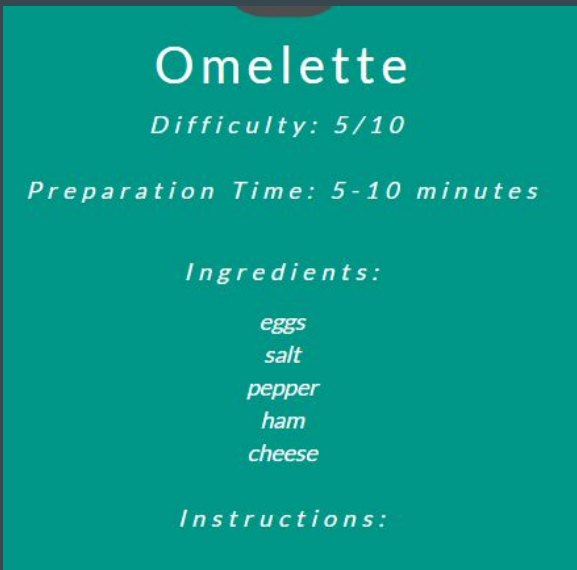 Omelette
Difficulty: 5/10
Preparation Time: 5-10 minutes
Ingredients:
eggs
salt
pepper
ham
cheese
Instructions: